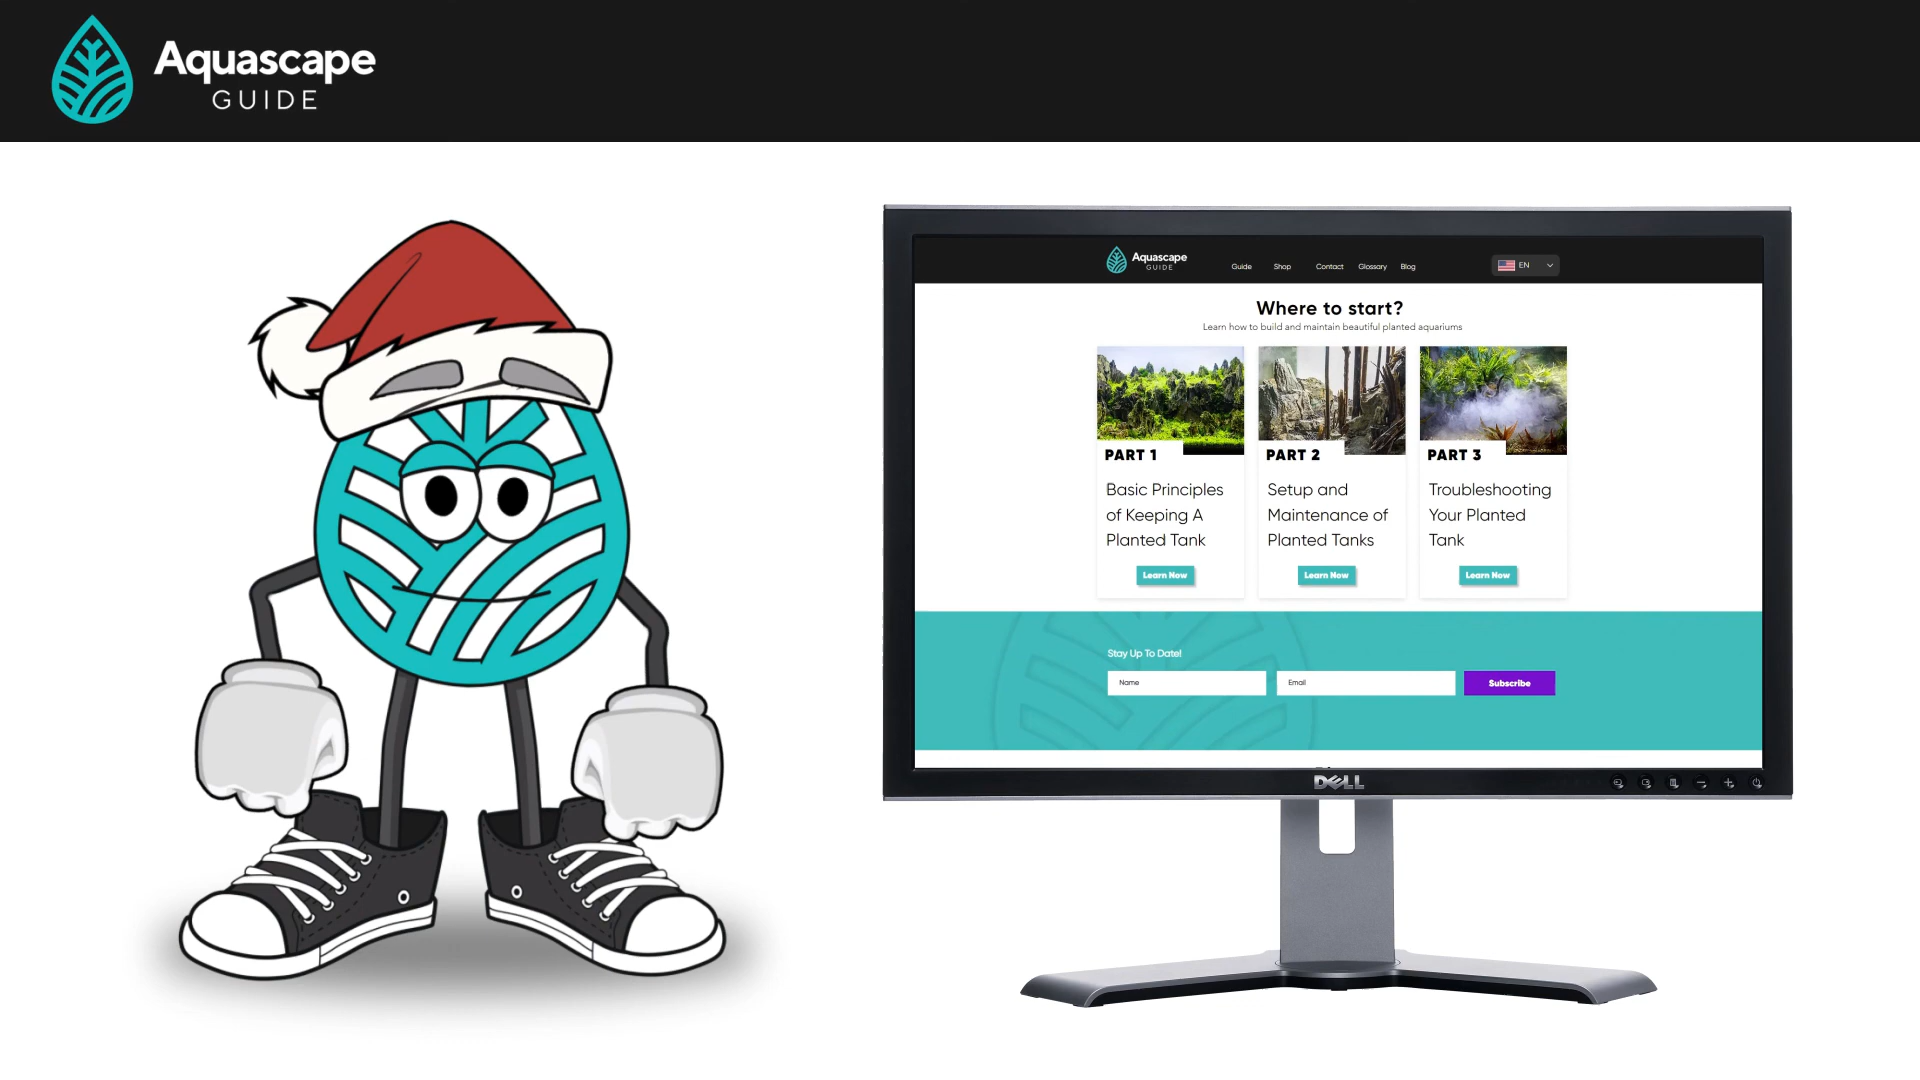 Aquascape
GUIDE
Aquascape
GUIDE
Guide Shop Contact Glossary Blog
EN
Where to start?
Learn how to build and maintain beautiful planted aquariums
PART 1
Basic Principles
of Keeping A
Planted Tank
Learn Now
PART 2
Setup and
Maintenance of
Planted Tanks
Learn Now
PART 3
Troubleshooting
Your Planted
Tank
Learn Now
Stay Up To Date!
Name
Email
Subscribe
DELL